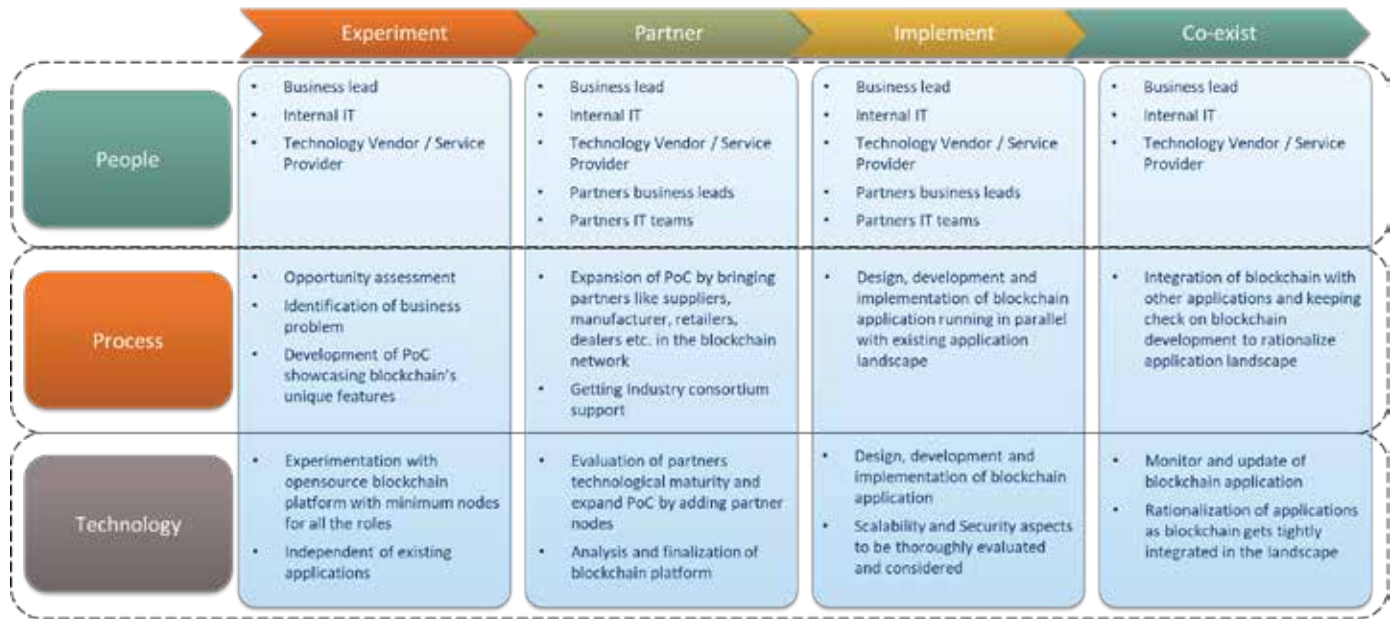 Experiment
Partner
Implement
Co-exist
People
• Business lead
• Internal IT
• Technology Vendor / Service
Provider
• Business lead
• Internal IT
• Technology Vendor / Service
Provider
• Partners business leads
• Partners IT teams
• Business lead
• Internal IT
• Technology Vendor / Service
Provider
• Partners business leads
• Partners IT teams
• Business lead
• Internal IT
• Technology Vendor / Service
Provider
Process
• Opportunity assessment
• Identification of business
problem
• Development of PoC
showcasing blockchain's
unique features
• Expansion of PoC by bringing
partners like suppliers,
manufacturer, retailers,
dealers etc. in the blockchain
network
• Getting Industry consortium
support
• Design, development and
implementation of blockchain
application running in parallel
with existing application
landscape
• Integration of blockchain with
other applications and keeping
check on blockchain
development to rationalize
application landscape
Technology
• Experimentation with
opensource blockchain
platform with minimum nodes
for all the roles
• Independent of existing
applications
• Evaluation of partners
technological maturity and
expand PoC by adding partner
nodes
• Analysis and finalization of
blockchain platform
• Design, development and
implementation of blockchain
application
• Scalability and Security aspects
to be thoroughly evaluated
and considered
• Monitor and update of
blockchain application
• Rationalization of applications
as blockchain gets tightly
integrated in the landscape